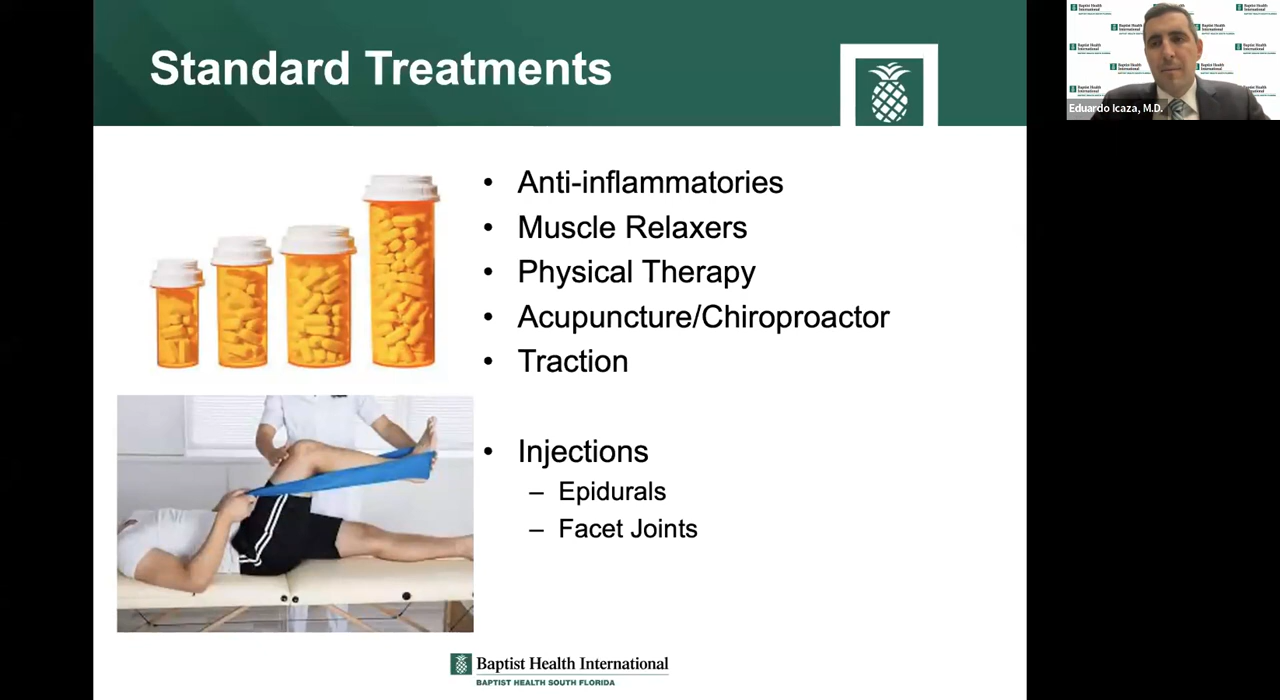 Standard Treatments
• Anti-inflammatories
• Muscle Relaxers
• Physical Therapy
• Acupuncture/Chiroproactor
• Traction
• Injections
– Epidurals
– Facet Joints
Baptist Health International
BAPTIST HEALTH SOUTH FLORIDA
Eduardo Icaza, M.D.